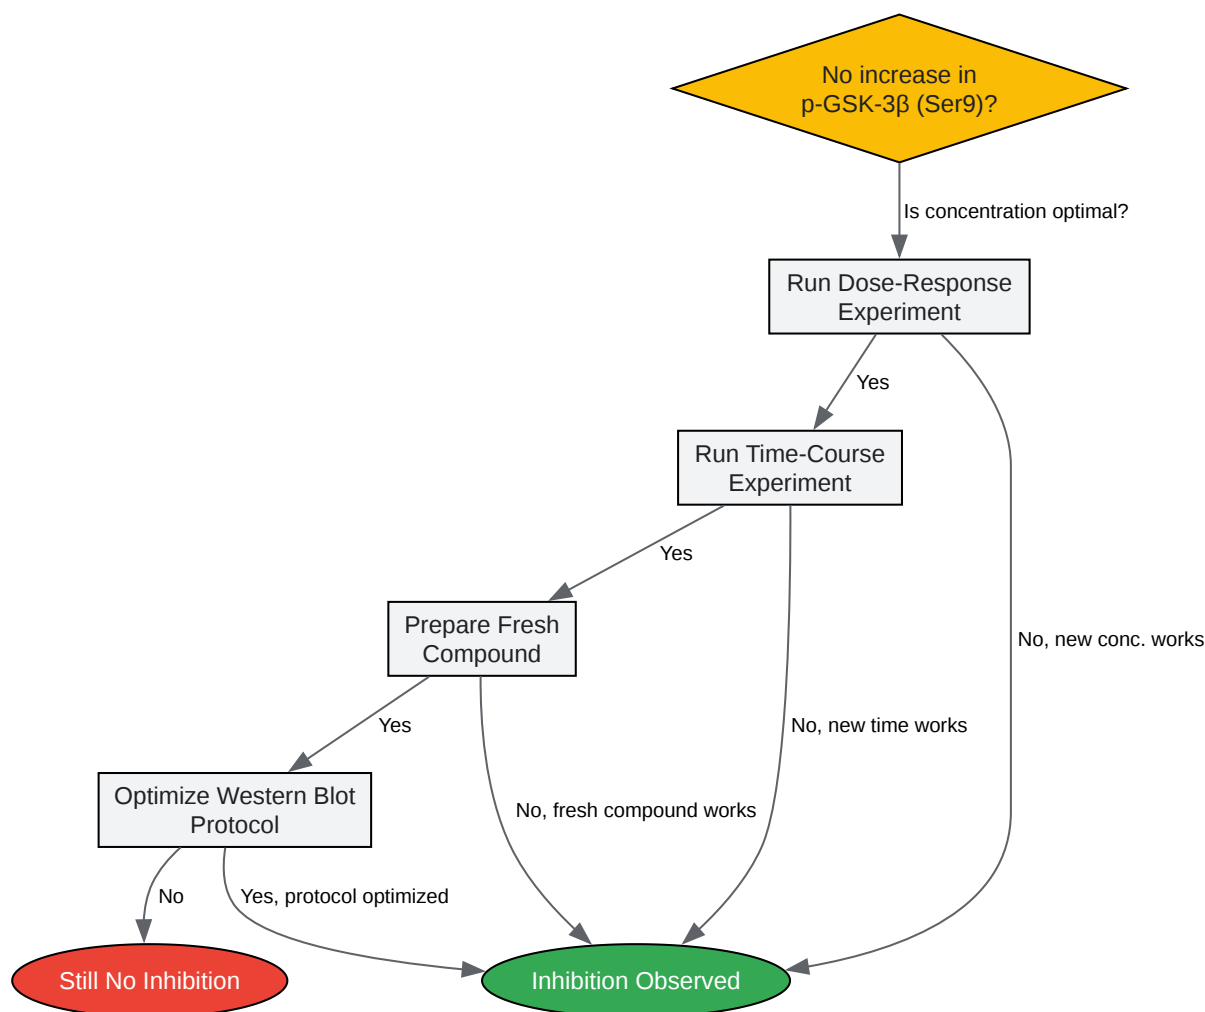 No increase in
p-GSK-3β (Ser9)?
Is concentration optimal?
Run Dose-Response
Experiment
Yes
Run Time-Course
Experiment
Yes
Prepare Fresh
Compound
No, new conc. works
Yes
No, new time works
Optimize Western Blot
Protocol
No, fresh compound works
No
Yes, protocol optimized
Still No Inhibition
Inhibition Observed